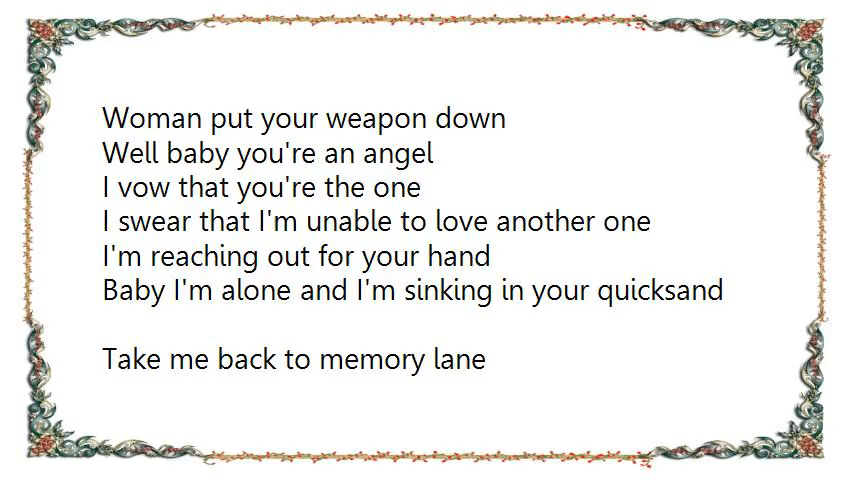 Woman put your weapon down
Well baby you're an angel
I vow that you're the one
I swear that I'm unable to love another one
I'm reaching out for your hand
Baby I'm alone and I'm sinking in your quicksand
Take me back to memory lane